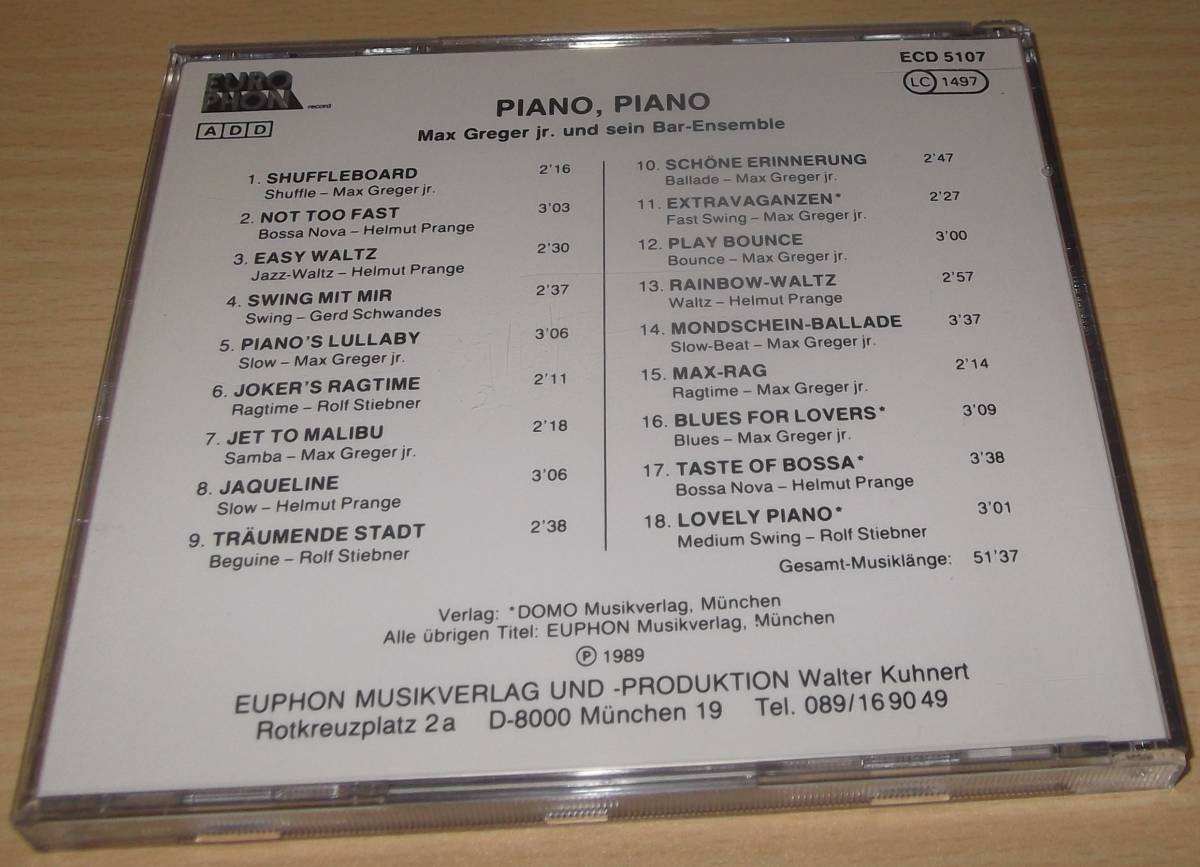 EURO
PHON record
ADD
ECD 5107
LC 1497
PIANO, PIANO
Max Greger jr. und sein Bar-Ensemble
1. SHUFFLEBOARD 2'16
Shuffle – Max Greger jr.
2. NOT TOO FAST 3'03
Bossa Nova – Helmut Prange
3. EASY WALTZ 2'30
Jazz-Waltz – Helmut Prange
4. SWING MIT MIR 2'37
Swing – Gerd Schwandes
5. PIANO'S LULLABY 3'06
Slow – Max Greger jr.
6. JOKER'S RAGTIME 2'11
Ragtime – Rolf Stiebner
7. JET TO MALIBU 2'18
Samba – Max Greger jr.
8. JAQUELINE 3'06
Slow – Helmut Prange
9. TRÄUMENDE STADT 2'38
Beguine – Rolf Stiebner
10. SCHÖNE ERINNERUNG 2'47
Ballade – Max Greger jr.
11. EXTRAVAGANZEN* 2'27
Fast Swing – Max Greger jr.
12. PLAY BOUNCE 3'00
Bounce – Max Greger jr.
13. RAINBOW-WALTZ 2'57
Waltz – Helmut Prange
14. MONDSCHEIN-BALLADE 3'37
Slow-Beat – Max Greger jr.
15. MAX-RAG 2'14
Ragtime – Max Greger jr.
16. BLUES FOR LOVERS* 3'09
Blues – Max Greger jr.
17. TASTE OF BOSSA* 3'38
Bossa Nova – Helmut Prange
18. LOVELY PIANO* 3'01
Medium Swing – Rolf Stiebner
Gesamt-Musiklänge: 51'37
Verlag: *DOMO Musikverlag, München
Alle übrigen Titel: EUPHON Musikverlag, München
Ⓟ 1989
EUPHON MUSIKVERLAG UND -PRODUKTION Walter Kuhnert
Rotkreuzplatz 2a D-8000 München 19 Tel. 089/16 90 49